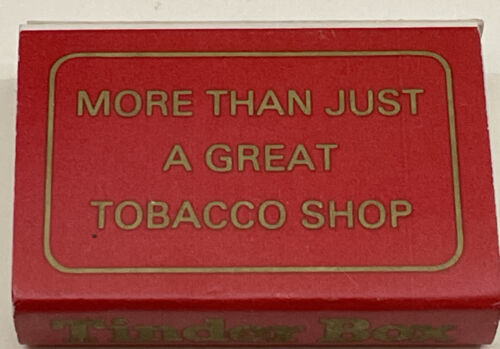 MORE THAN JUST
A GREAT
TOBACCO SHOP
Tinder Box